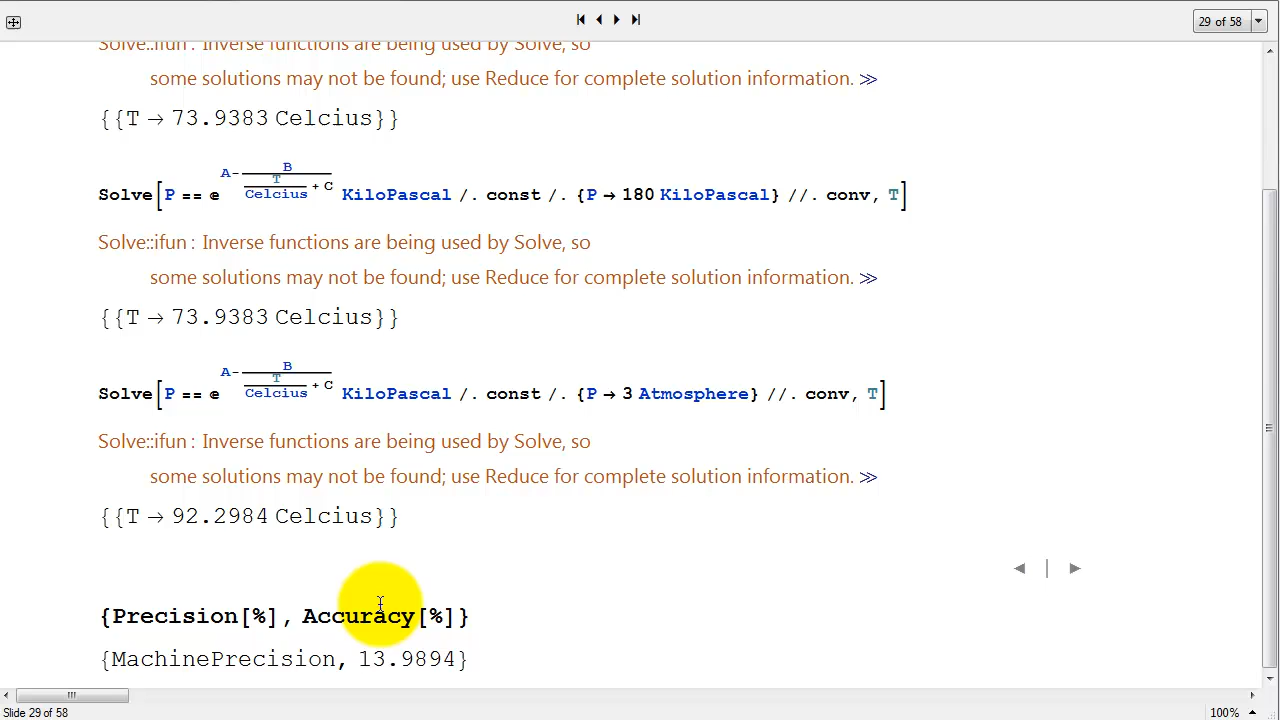 29 of 58
Solve::ifun : Inverse functions are being used by Solve, so
some solutions may not be found; use Reduce for complete solution information. ≫
{{T → 73.9383 Celcius}}
Solve[P == e^(A - B/(T/Celcius + C)) KiloPascal /. const /. {P → 180 KiloPascal} //. conv, T]
Solve::ifun : Inverse functions are being used by Solve, so
some solutions may not be found; use Reduce for complete solution information. ≫
{{T → 73.9383 Celcius}}
Solve[P == e^(A - B/(T/Celcius + C)) KiloPascal /. const /. {P → 3 Atmosphere} //. conv, T]
Solve::ifun : Inverse functions are being used by Solve, so
some solutions may not be found; use Reduce for complete solution information. ≫
{{T → 92.2984 Celcius}}
{Precision[%], Accuracy[%]}
{MachinePrecision, 13.9894}
Slide 29 of 58
100%